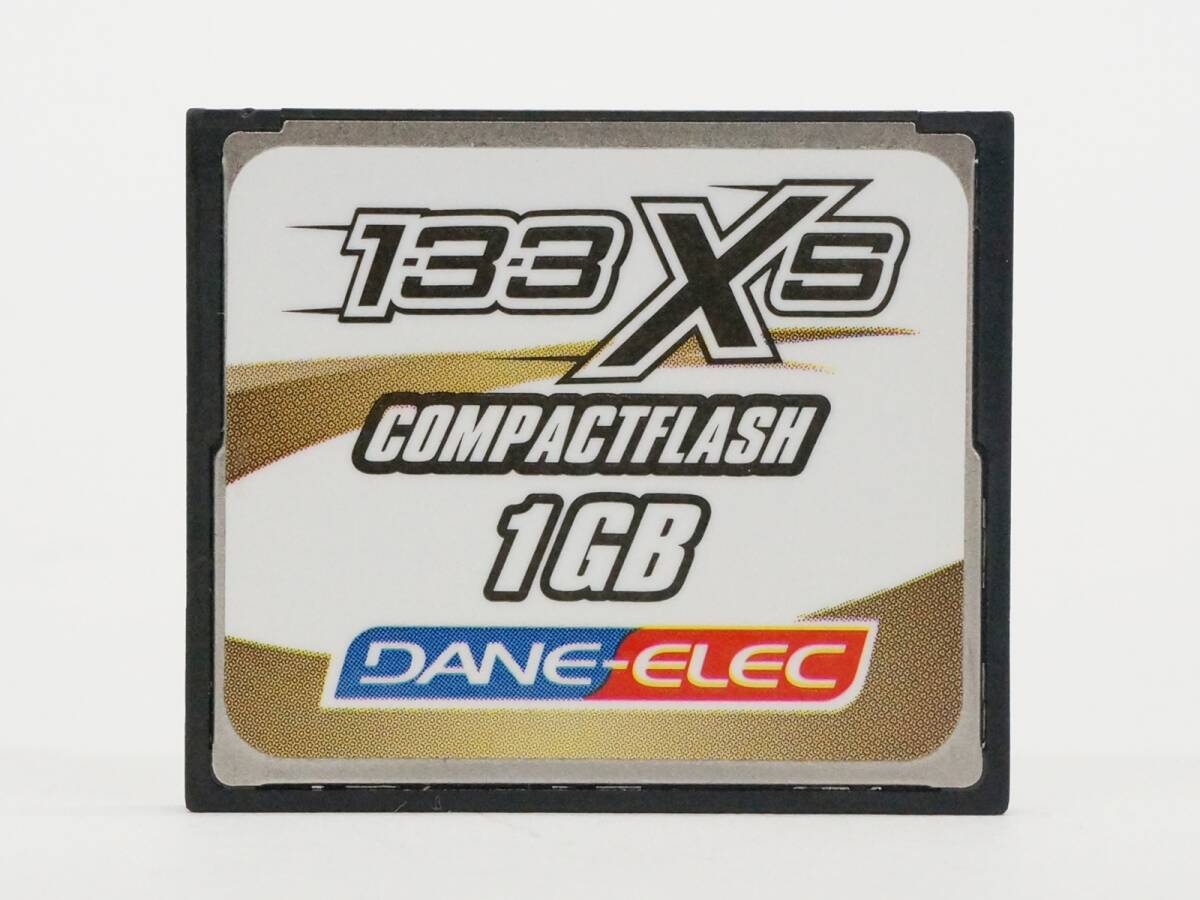 133XS
COMPACTFLASH
1GB
DANE-ELEC